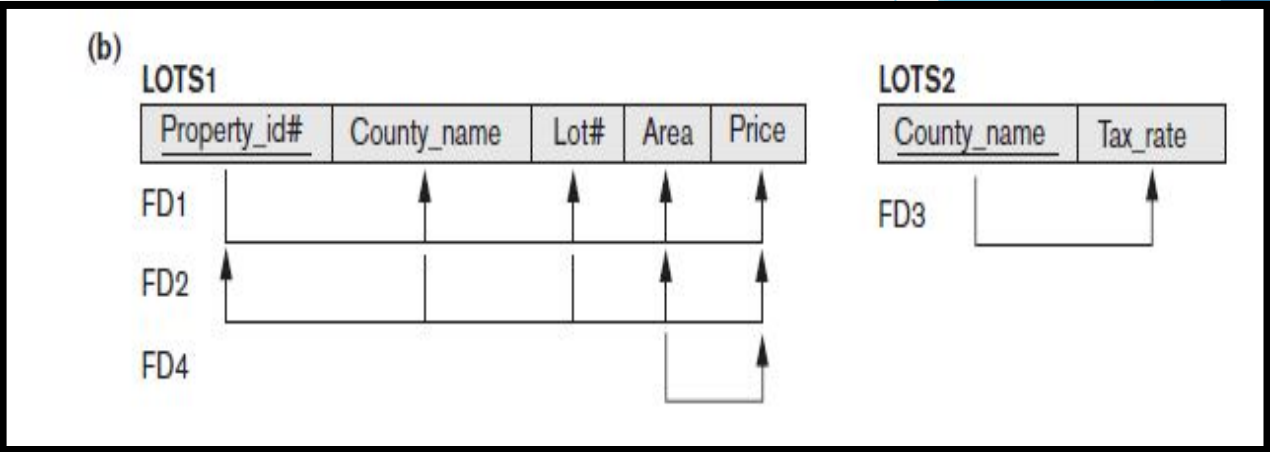 (b)
LOTS1
Property_id# County_name Lot# Area Price
FD1
FD2
FD4
LOTS2
County_name Tax_rate
FD3